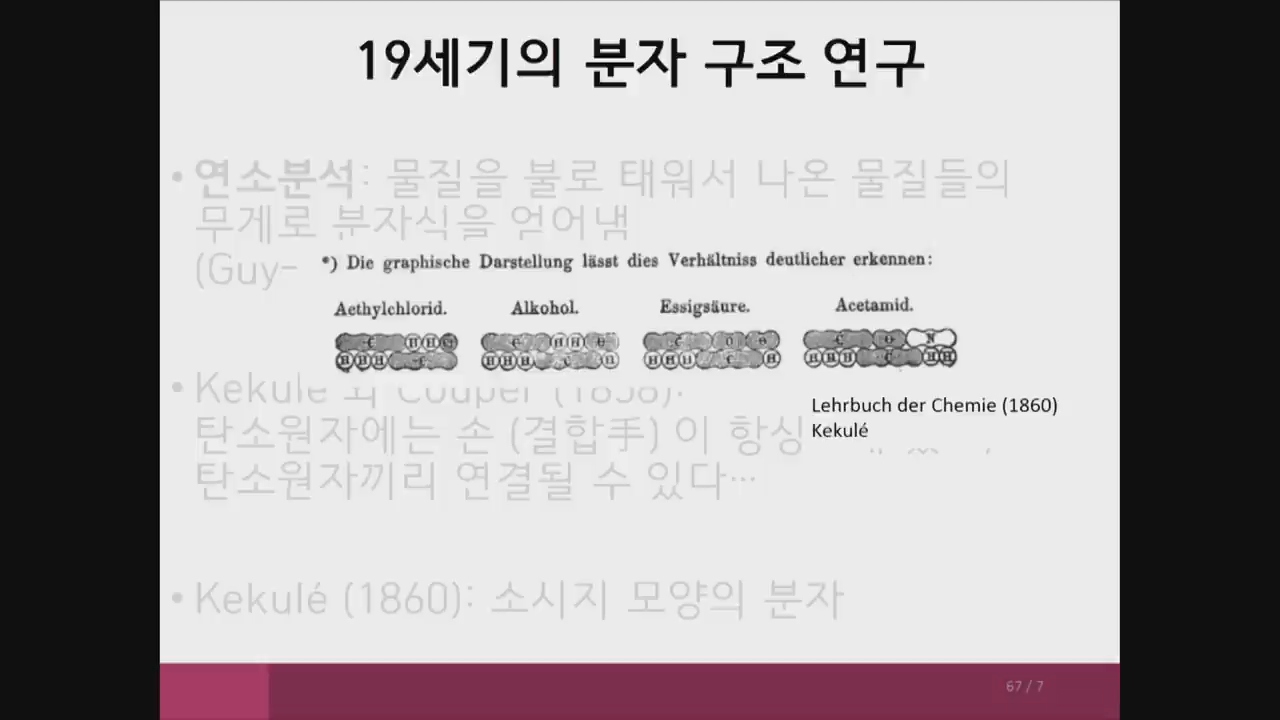 19세기의 분자 구조 연구
• 연소분석: 물질을 불로 태워서 나온 물질들의
무게로 분자식을 얻어냄
(Guy-
*) Die graphische Darstellung lässt dies Verhältniss deutlicher erkennen:
Aethylchlorid. Alkohol. Essigsäure. Acetamid.
• Kekulé 와 Couper (1858):
Lehrbuch der Chemie (1860)
Kekulé
탄소원자에는 손 (결합手) 이 항상
탄소원자끼리 연결될 수 있다…
• Kekulé (1860): 소시지 모양의 분자
67 / 7